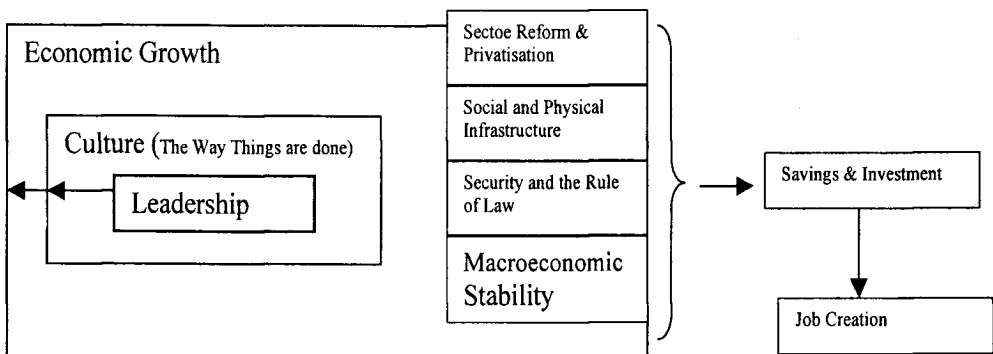 Economic Growth
Culture (The Way Things are done)
Leadership
Sectoe Reform &
Privatisation
Social and Physical
Infrastructure
Security and the Rule
of Law
Macroeconomic
Stability
Savings & Investment
Job Creation